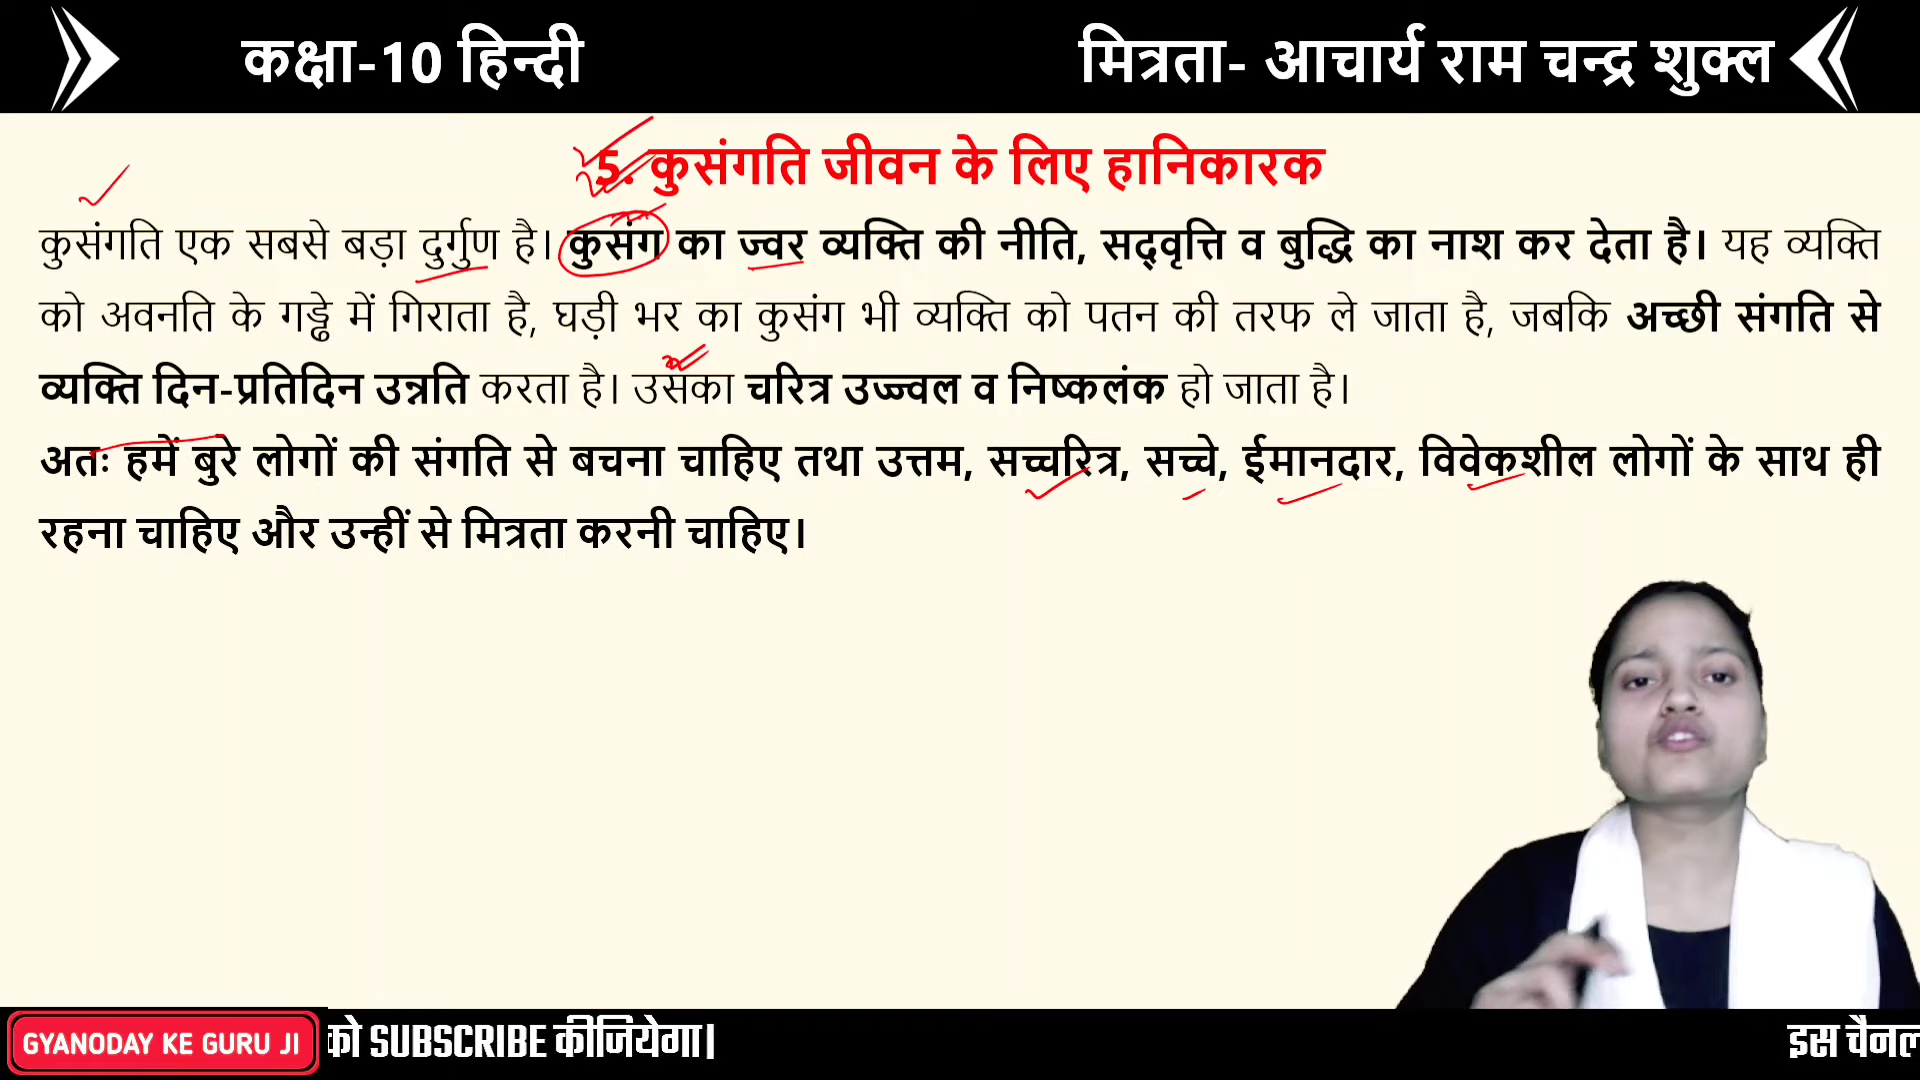 कक्षा-10 हिन्दी
मित्रता- आचार्य राम चन्द्र शुक्ल
5. कुसंगति जीवन के लिए हानिकारक
कुसंगति एक सबसे बड़ा दुर्गुण है। कुसंग का ज्वर व्यक्ति की नीति, सद्‌वृत्ति व बुद्धि का नाश कर देता है। यह व्यक्ति
को अवनति के गड्ढे में गिराता है, घड़ी भर का कुसंग भी व्यक्ति को पतन की तरफ ले जाता है, जबकि अच्छी संगति से
व्यक्ति दिन-प्रतिदिन उन्नति करता है। उसका चरित्र उज्ज्वल व निष्कलंक हो जाता है।
अतः हमें बुरे लोगों की संगति से बचना चाहिए तथा उत्तम, सच्चरित्र, सच्चे, ईमानदार, विवेकशील लोगों के साथ ही
रहना चाहिए और उन्हीं से मित्रता करनी चाहिए।
GYANODAY KE GURU JI
को SUBSCRIBE कीजियेगा।
इस चैनल